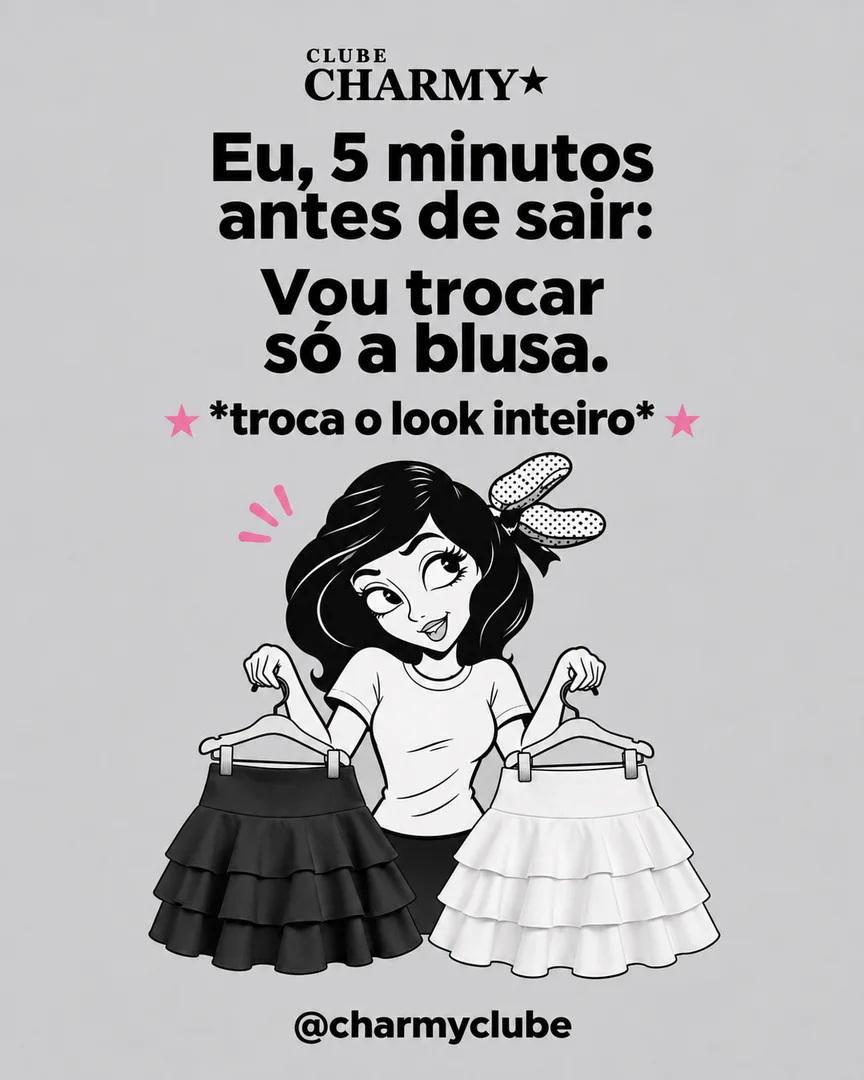 CLUBE
CHARMY★
Eu, 5 minutos
antes de sair:
Vou trocar
só a blusa.
*troca o look inteiro*
@charmyclube